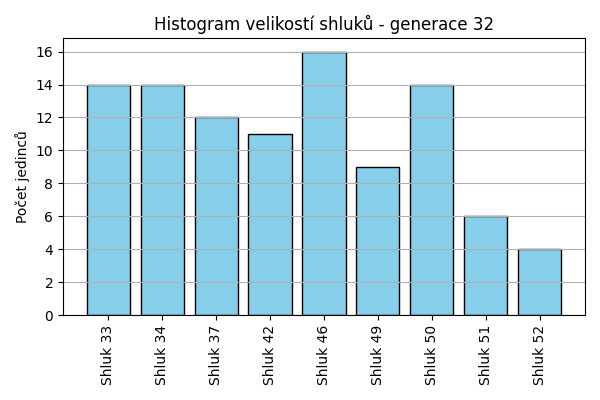 Histogram velikostí shluků - generace 32
Počet jedinců
16
14
12
10
8
6
4
2
0
Shluk 33
Shluk 34
Shluk 37
Shluk 42
Shluk 46
Shluk 49
Shluk 50
Shluk 51
Shluk 52